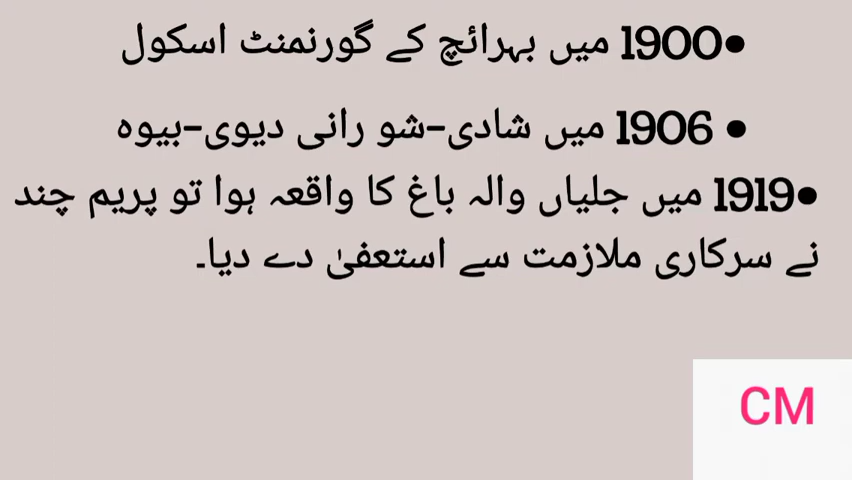 ●1900 میں بہرائچ کے گورنمنٹ اسکول
● 1906 میں شادی-شو رانی دیوی-بیوہ
●1919 میں جلیاں والہ باغ کا واقعہ ہوا تو پریم چند
نے سرکاری ملازمت سے استعفیٰ دے دیا۔
CM